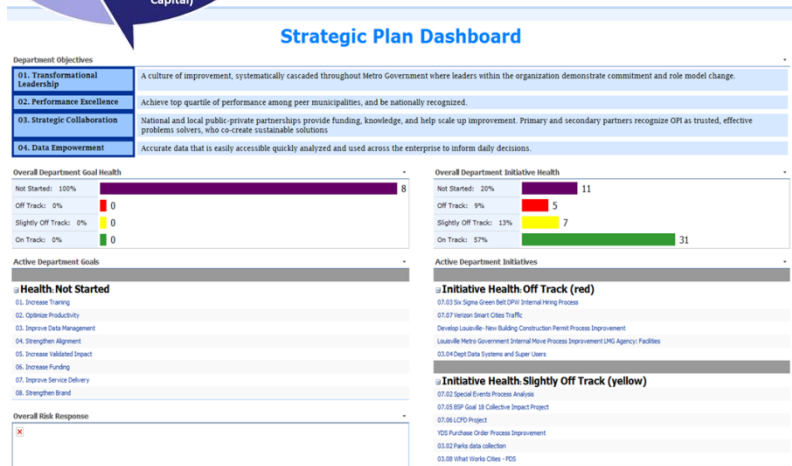 Capital)
Strategic Plan Dashboard
Department Objectives
01. Transformational
Leadership
A culture of improvement, systematically cascaded throughout Metro Government where leaders within the organization demonstrate commitment and role model change.
02. Performance Excellence
Achieve top quartile of performance among peer municipalities, and be nationally recognized.
03. Strategic Collaboration
National and local public-private partnerships provide funding, knowledge, and help scale up improvement. Primary and secondary partners recognize OPI as trusted, effective
problems solvers, who co-create sustainable solutions
04. Data Empowerment
Accurate data that is easily accessible quickly analyzed and used across the enterprise to inform daily decisions.
Overall Department Goal Health
Not Started: 100% 8
Off Track: 0% 0
Slightly Off Track: 0% 0
On Track: 0% 0
Active Department Goals
Health: Not Started
01. Increase Training
02. Optimize Productivity
03. Improve Data Management
04. Strengthen Alignment
05. Increase Validated Impact
06. Increase Funding
07. Improve Service Delivery
08. Strengthen Brand
Overall Risk Response
Overall Department Initiative Health
Not Started: 20% 11
Off Track: 9% 5
Slightly Off Track: 13% 7
On Track: 57% 31
Active Department Initiatives
Initiative Health: Off Track (red)
07.03 Six Sigma Green Belt DPW Internal Hiring Process
07.07 Verizon Smart Cities Traffic
Develop Louisville- New Building Construction Permit Process Improvement
Louisville Metro Government Internal Move Process Improvement LMG Agency: Facilities
03.04 Dept Data Systems and Super Users
Initiative Health: Slightly Off Track (yellow)
07.02 Special Events Process Analysis
07.05 BSP Goal 18 Collective Impact Project
07.06 LCPD Project
YDS Purchase Order Process Improvement
03.02 Parks data collection
03.08 What Works Cities - PDS